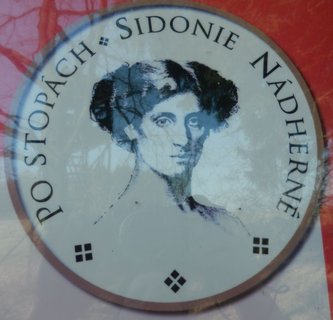 PO STOPÁCH SIDONIE NÁDHERNÉ